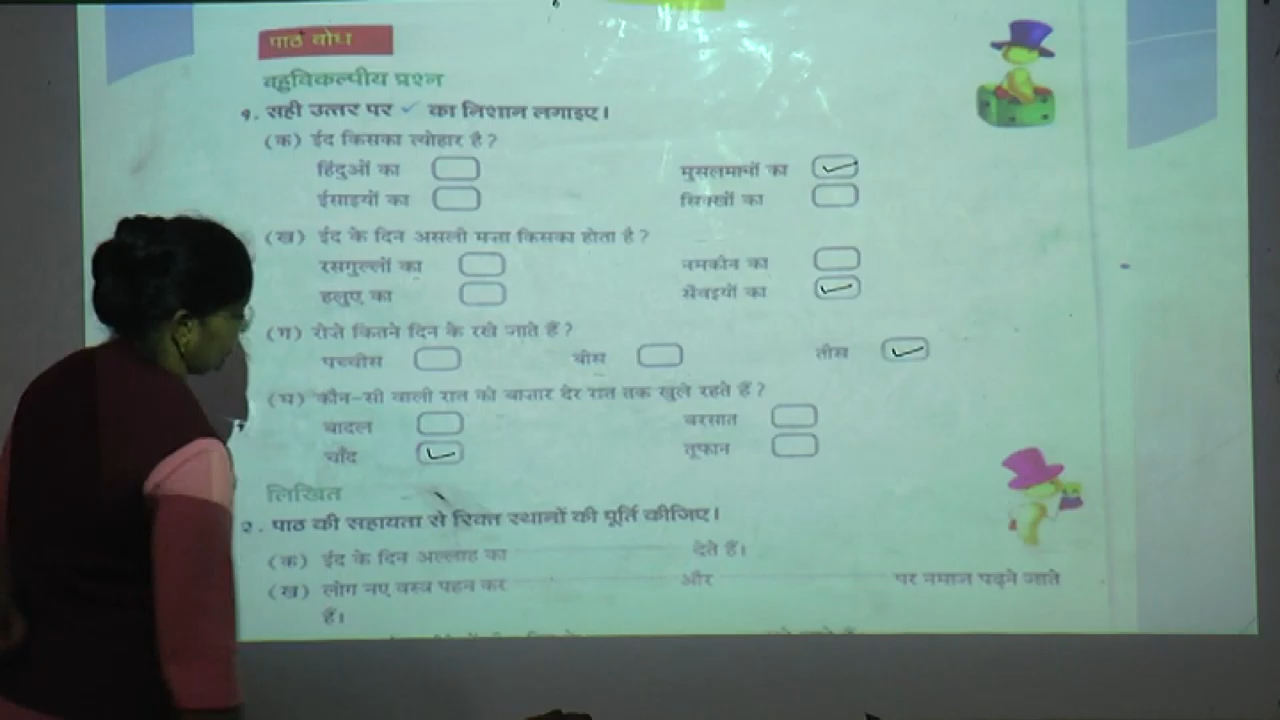 पाठ बोध
बहुविकल्पीय प्रश्न
१. सही उत्तर पर ✓ का निशान लगाइए।
(क) ईद किसका त्योहार है?
हिंदुओं का मुसलमानों का
ईसाइयों का सिक्खों का
(ख) ईद के दिन असली मज़ा किसका होता है?
रसगुल्लों का नमकीन का
हलुए का सेंवइयों का
(ग) रोज़े कितने दिन के रखे जाते हैं?
पच्चीस बीस तीस
(घ) कौन-सी वाली रात को बाज़ार देर रात तक खुले रहते हैं?
बादल बरसात
चाँद तूफान
लिखित
२. पाठ की सहायता से रिक्त स्थानों की पूर्ति कीजिए।
(क) ईद के दिन अल्लाह का देते हैं।
(ख) लोग नए वस्त्र पहन कर और पर नमाज पढ़ने जाते
हैं।